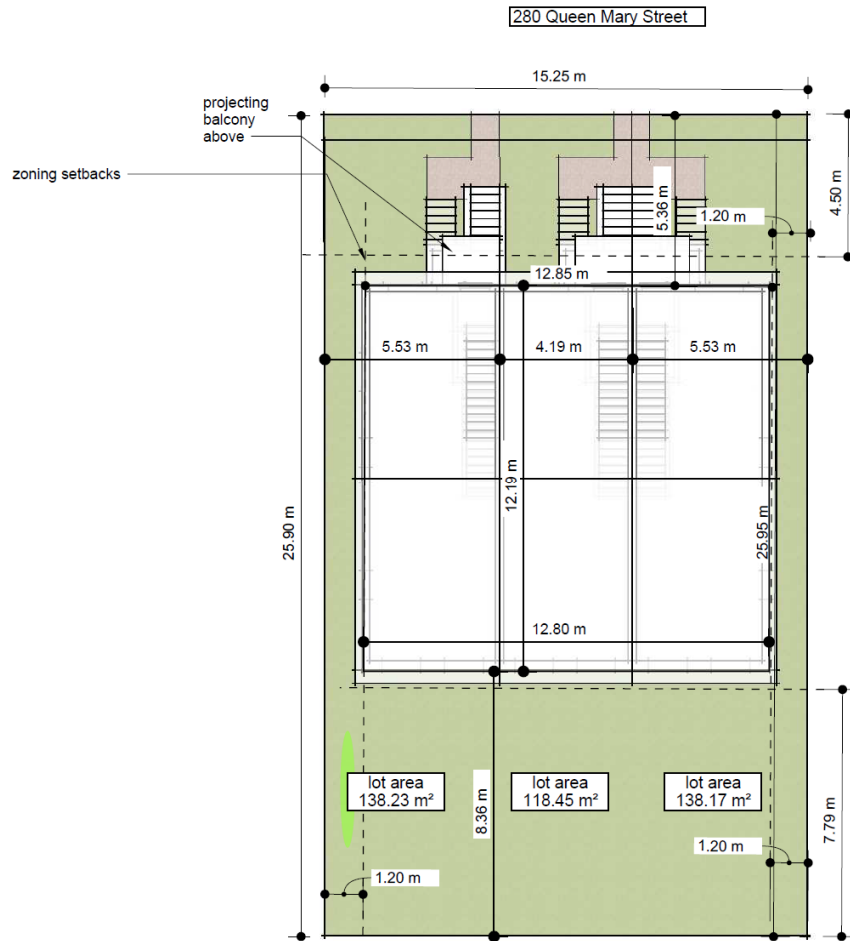 280 Queen Mary Street
15.25 m
projecting
balcony
above
zoning setbacks
4.50 m
5.36 m
1.20 m
12.85 m
5.53 m
4.19 m
5.53 m
12.19 m
25.90 m
25.95 m
12.80 m
lot area
138.23 m²
lot area
118.45 m²
lot area
138.17 m²
8.36 m
7.79 m
1.20 m
1.20 m